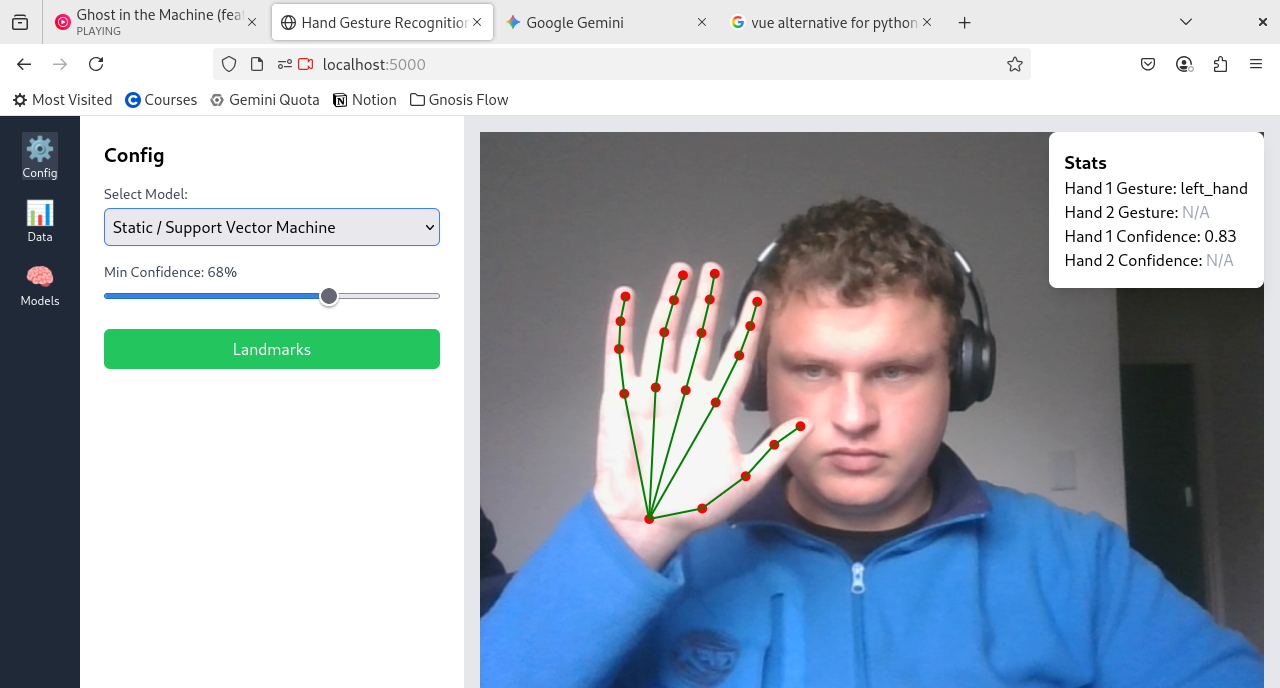 Ghost in the Machine (fea
PLAYING
Hand Gesture Recognition
Google Gemini
vue alternative for python
localhost:5000
Most Visited
Courses
Gemini Quota
Notion
Gnosis Flow
Config
Data
Models
Config
Select Model:
Static / Support Vector Machine
Min Confidence: 68%
Landmarks
Stats
Hand 1 Gesture: left_hand
Hand 2 Gesture: N/A
Hand 1 Confidence: 0.83
Hand 2 Confidence: N/A